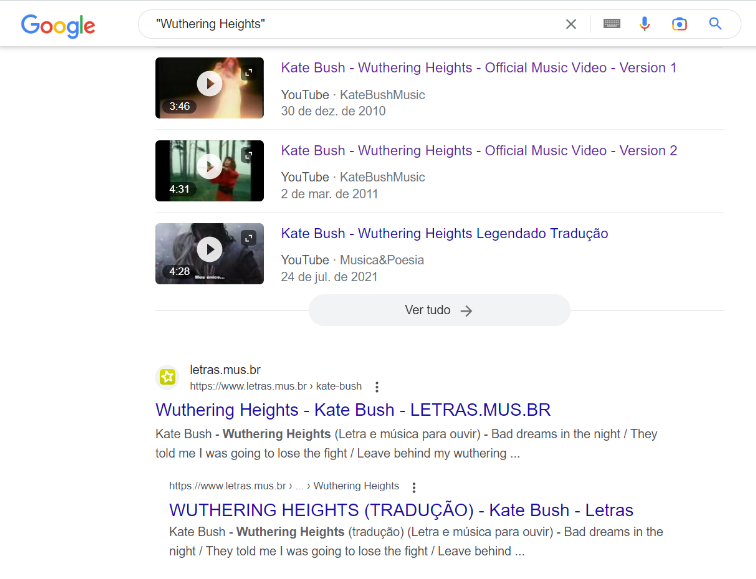 Google
"Wuthering Heights"
3:46
Kate Bush - Wuthering Heights - Official Music Video - Version 1
YouTube · KateBushMusic
30 de dez. de 2010
4:31
Kate Bush - Wuthering Heights - Official Music Video - Version 2
YouTube · KateBushMusic
2 de mar. de 2011
4:28
Kate Bush - Wuthering Heights Legendado Tradução
YouTube · Musica&Poesia
24 de jul. de 2021
Ver tudo
letras.mus.br
https://www.letras.mus.br › kate-bush
Wuthering Heights - Kate Bush - LETRAS.MUS.BR
Kate Bush - Wuthering Heights (Letra e música para ouvir) - Bad dreams in the night / They
told me I was going to lose the fight / Leave behind my wuthering ...
https://www.letras.mus.br › ... › Wuthering Heights
WUTHERING HEIGHTS (TRADUÇÃO) - Kate Bush - Letras
Kate Bush - Wuthering Heights (tradução) (Letra e música para ouvir) - Bad dreams in the
night / They told me I was going to lose the fight / Leave behind ...